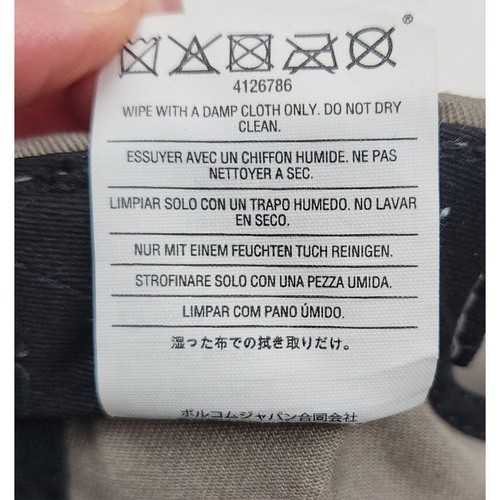 ®
4126786
WIPE WITH A DAMP CLOTH ONLY. DO NOT DRY
CLEAN.
ESSUYER AVEC UN CHIFFON HUMIDE. NE PAS
NETTOYER A SEC.
LIMPIAR SOLO CON UN TRAPO HUMEDO. NO LAVAR
EN SECO.
NUR MIT EINEM FEUCHTEN TUCH REINIGEN.
STROFINARE SOLO CON UNA PEZZA UMIDA.
LIMPAR COM PANO ÚMIDO.
湿った布での拭き取りだけ。
ボルコムジャパン合同会社